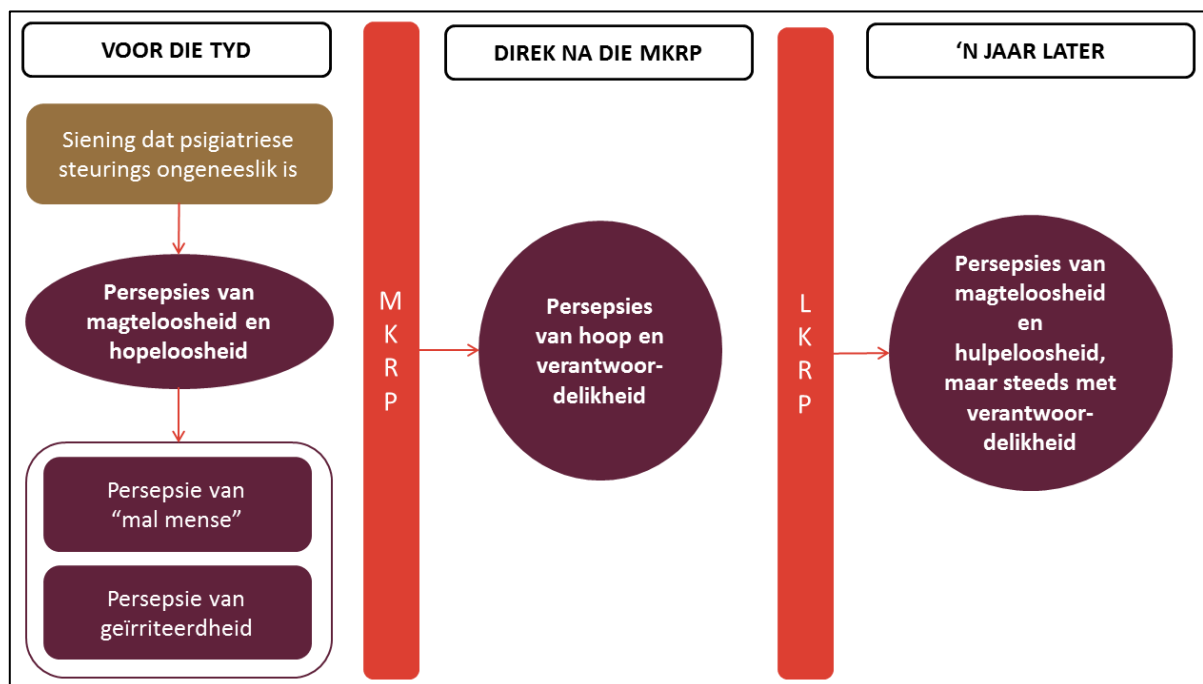 VOOR DIE TYD
Siening dat psigiatriese
steurings ongeneeslik is
Persepsies van
magteloosheid en
hopeloosheid
Persepsie van
“mal mense”
Persepsie van
geïrriteerdheid
M
K
R
P
DIREK NA DIE MKRP
Persepsies
van hoop en
verantwoor-
delikheid
L
K
R
P
‘N JAAR LATER
Persepsies van
magteloosheid
en
hulpeloosheid,
maar steeds met
verantwoor-
delikheid